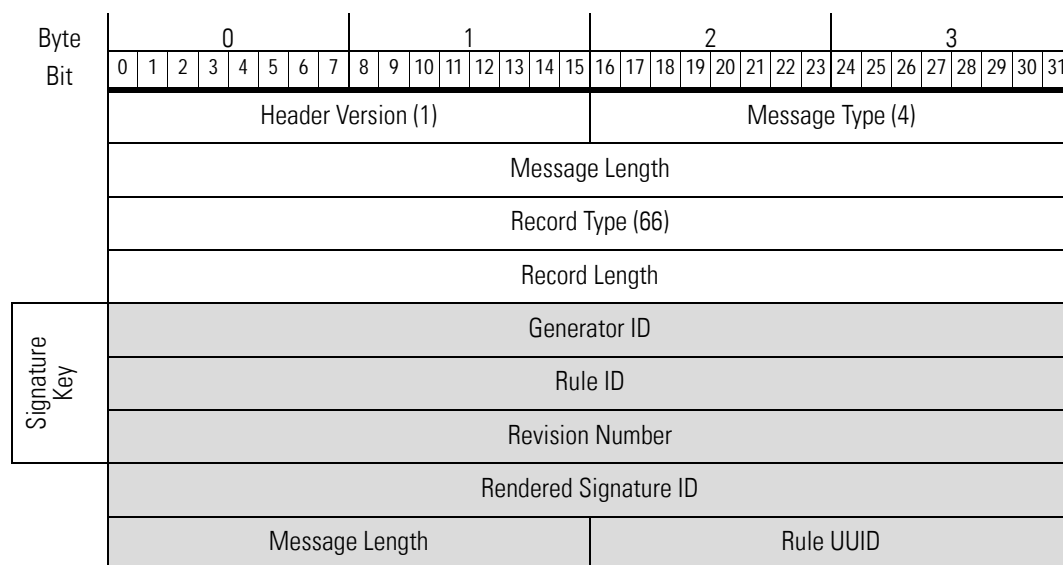 Byte 0 1 2 3
Bit 0 1 2 3 4 5 6 7 8 9 10 11 12 13 14 15 16 17 18 19 20 21 22 23 24 25 26 27 28 29 30 31
Header Version (1) Message Type (4)
Message Length
Record Type (66)
Record Length
Signature
Key
Generator ID
Rule ID
Revision Number
Rendered Signature ID
Message Length Rule UUID